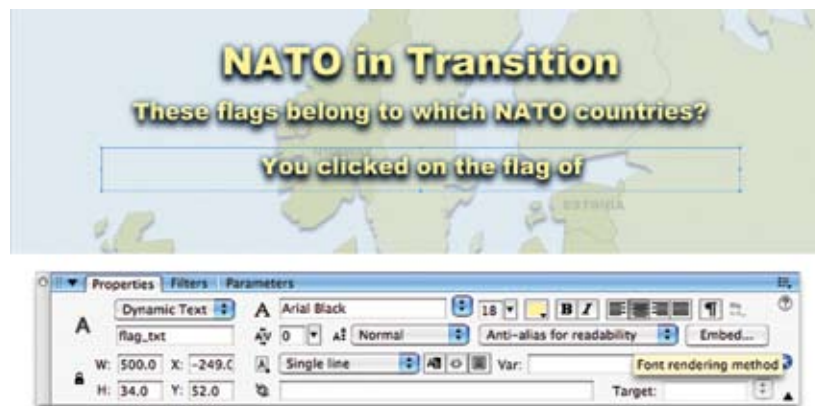 NATO in Transition
These flags belong to which NATO countries?
You clicked on the flag of
ESTONIA
Properties Filters Parameters
Dynamic Text A Arial Black 18 B I
A flag_txt AV 0 A Normal Anti-alias for readability Embed...
W: 500.0 X: -249.0 A Single line Var: Font rendering method
H: 34.0 Y: 52.0 Target: